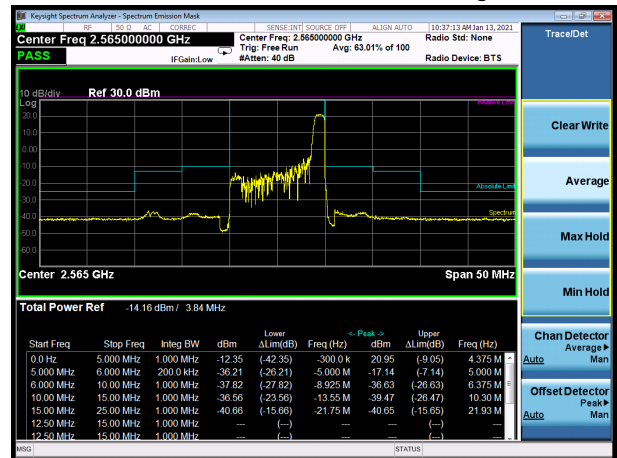 Keysight Spectrum Analyzer - Spectrum Emission Mask
RF 50 Ω AC CORREC SENSE:INT SOURCE OFF ALIGN AUTO 10:37:13 AM Jan 13, 2021
Center Freq 2.565000000 GHz Center Freq: 2.565000000 GHz Radio Std: None
Trig: Free Run Avg: 63.01% of 100
PASS IFGain:Low #Atten: 40 dB Radio Device: BTS
Trace/Det
10 dB/div Ref 30.0 dBm
Log
Relative Limit
20.0
10.0
0.00
-10.0
-20.0
Absolute Limit
-30.0
Spectrum
-40.0
-50.0
-60.0
Center 2.565 GHz Span 50 MHz
Total Power Ref -14.16 dBm / 3.84 MHz
Lower <- Peak -> Upper
Start Freq Stop Freq Integ BW dBm ΔLim(dB) Freq (Hz) dBm ΔLim(dB) Freq (Hz)
0.0 Hz 5.000 MHz 1.000 MHz -12.35 (-42.35) -300.0 k 20.95 (-9.05) 4.375 M
5.000 MHz 6.000 MHz 200.0 kHz -36.21 (-26.21) -5.000 M -17.14 (-7.14) 5.000 M
6.000 MHz 10.00 MHz 1.000 MHz -37.82 (-27.82) -8.925 M -36.63 (-26.63) 6.375 M
10.00 MHz 15.00 MHz 1.000 MHz -36.56 (-23.56) -13.55 M -39.47 (-26.47) 10.30 M
15.00 MHz 25.00 MHz 1.000 MHz -40.66 (-15.66) -21.75 M -40.65 (-15.65) 21.93 M
12.50 MHz 15.00 MHz 1.000 MHz --- (---) --- (---)
12.50 MHz 15.00 MHz 1.000 MHz --- (---) --- (---)
Clear Write
Average
Max Hold
Min Hold
Chan Detector
Average
Auto Man
Offset Detector
Peak
Auto Man
MSG STATUS